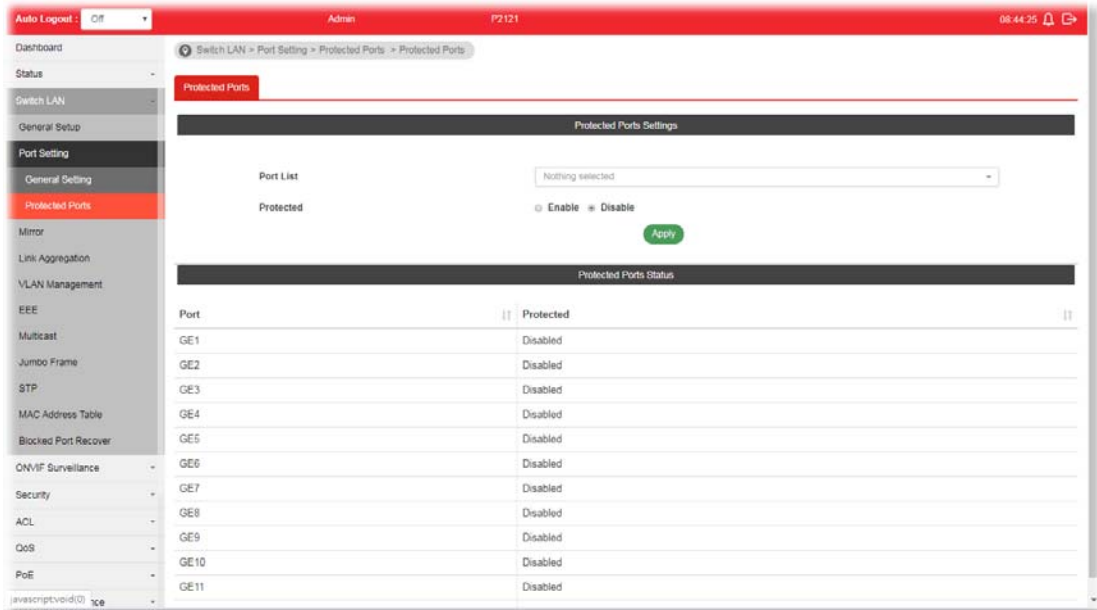 Auto Logout : Off Admin P2121 08:44:25
Dashboard
Status
Switch LAN
General Setup
Port Setting
General Setting
Protected Ports
Mirror
Link Aggregation
VLAN Management
EEE
Multicast
Jumbo Frame
STP
MAC Address Table
Blocked Port Recover
ONVIF Surveillance
Security
ACL
QoS
PoE
javascript:void(0) nce
Switch LAN > Port Setting > Protected Ports > Protected Ports
Protected Ports
Protected Ports Settings
Port List Nothing selected
Protected Enable Disable
Apply
Protected Ports Status
Port Protected
GE1 Disabled
GE2 Disabled
GE3 Disabled
GE4 Disabled
GE5 Disabled
GE6 Disabled
GE7 Disabled
GE8 Disabled
GE9 Disabled
GE10 Disabled
GE11 Disabled